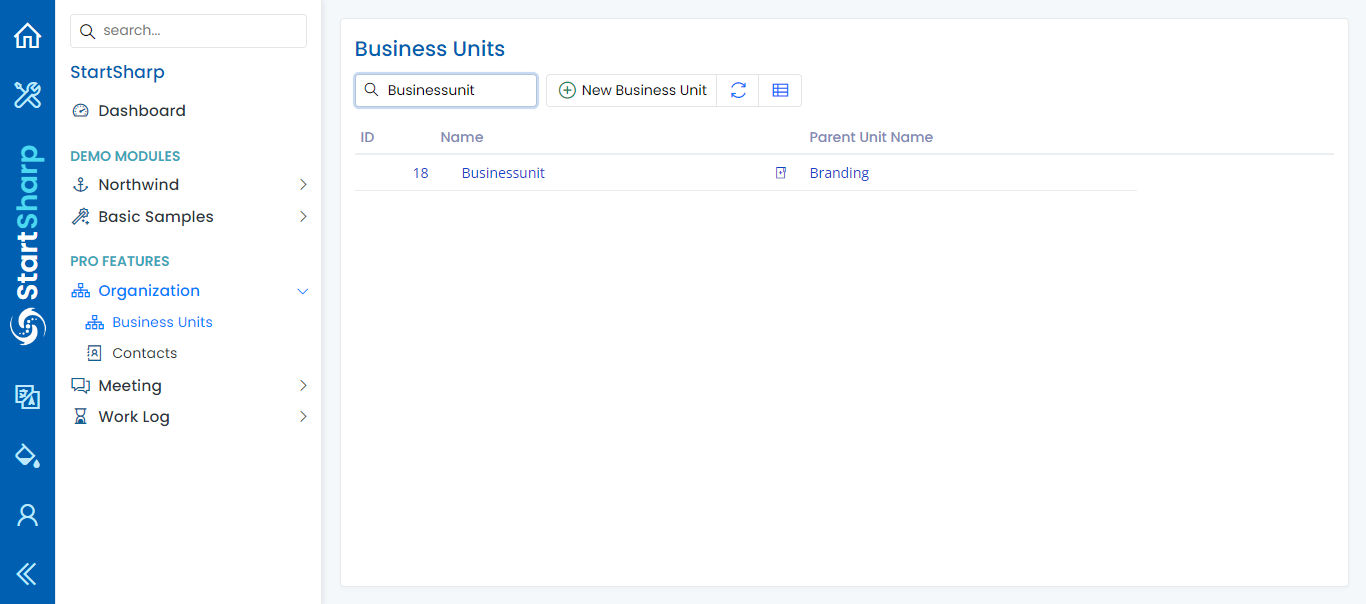 search...
StartSharp
Dashboard
DEMO MODULES
Northwind
Basic Samples
PRO FEATURES
Organization
Business Units
Contacts
Meeting
Work Log
StartSharp
Business Units
Businessunit
New Business Unit
ID Name Parent Unit Name
18 Businessunit Branding